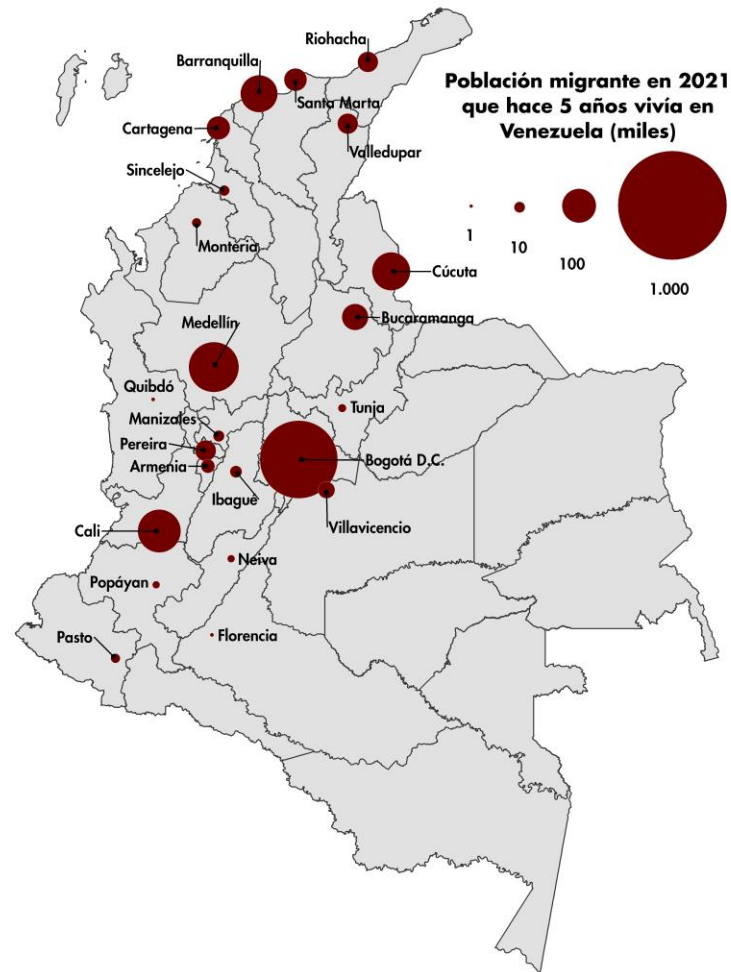 Riohacha
Barranquilla
Población migrante en 2021
que hace 5 años vivía en
Venezuela (miles)
Santa Marta
Cartagena
Valledupar
Sincelejo
1
10
100
1.000
Montería
Cúcuta
Bucaramanga
Medellín
Quibdó
Tunja
Manizales
Pereira
Bogotá D.C.
Armenia
Ibague
Villavicencio
Cali
Neiva
Popáyan
Pasto
Florencia